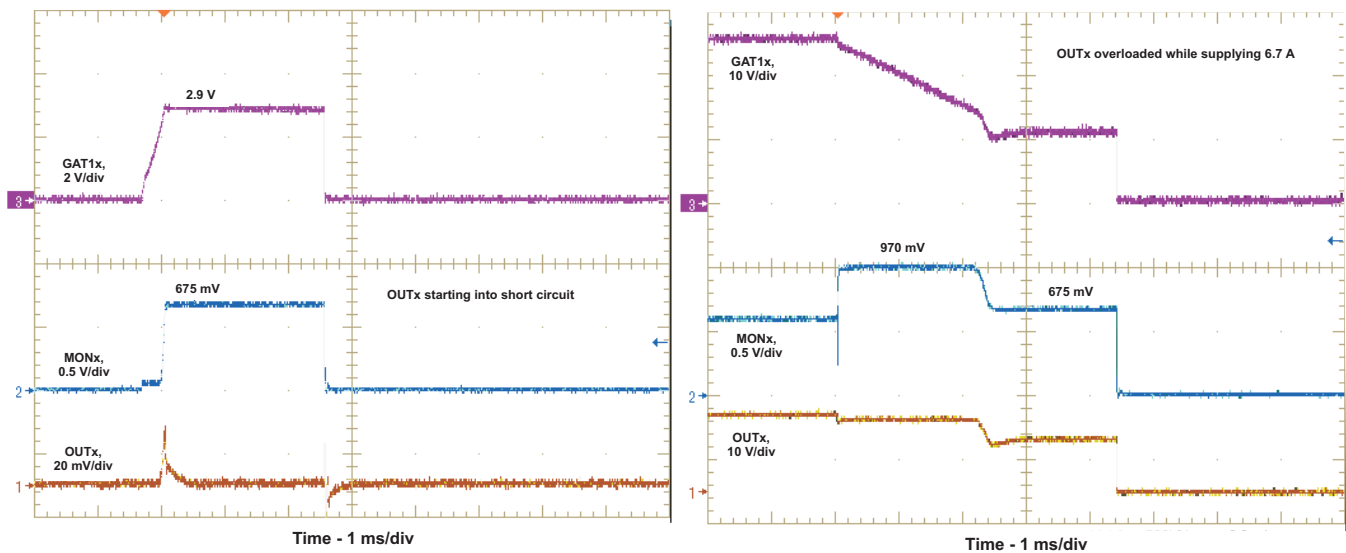 2.9 V
GAT1x,
2 V/div
3
675 mV
OUTx starting into short circuit
MONx,
0.5 V/div
2
OUTx,
20 mV/div
1
Time - 1 ms/div
GAT1x,
10 V/div
OUTx overloaded while supplying 6.7 A
3
970 mV
675 mV
MONx,
0.5 V/div
2
OUTx,
10 V/div
1
Time - 1 ms/div